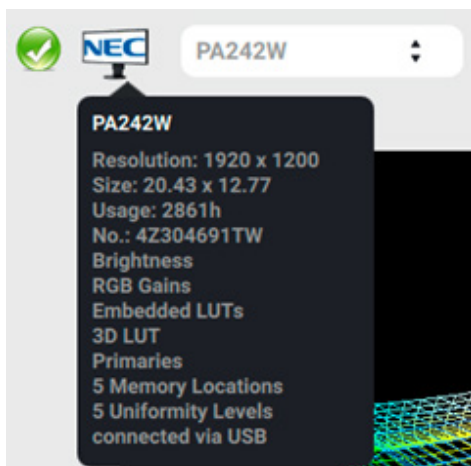 NEC
PA242W
PA242W
Resolution: 1920 x 1200
Size: 20.43 x 12.77
Usage: 2861h
No.: 4Z304691TW
Brightness
RGB Gains
Embedded LUTs
3D LUT
Primaries
5 Memory Locations
5 Uniformity Levels
connected via USB